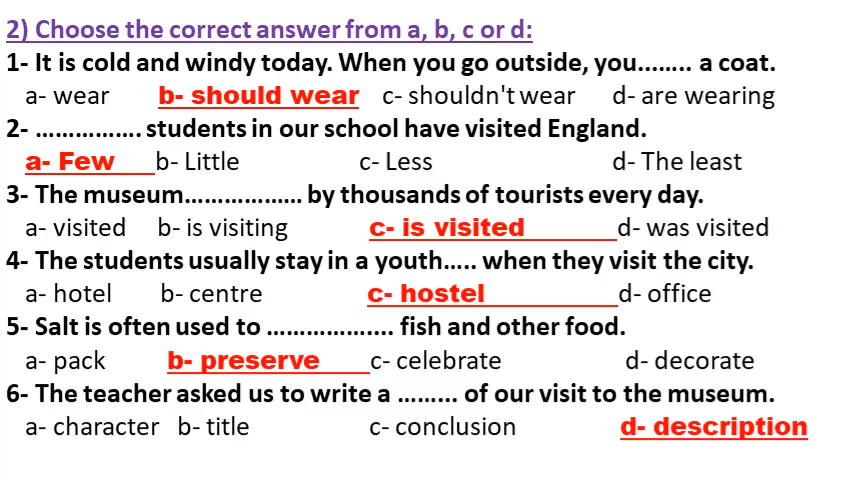 2) Choose the correct answer from a, b, c or d:
1- It is cold and windy today. When you go outside, you…..... a coat.
a- wear b- should wear c- shouldn't wear d- are wearing
2- ……………. students in our school have visited England.
a- Few b- Little c- Less d- The least
3- The museum……………… by thousands of tourists every day.
a- visited b- is visiting c- is visited d- was visited
4- The students usually stay in a youth….. when they visit the city.
a- hotel b- centre c- hostel d- office
5- Salt is often used to ……………….. fish and other food.
a- pack b- preserve c- celebrate d- decorate
6- The teacher asked us to write a ……... of our visit to the museum.
a- character b- title c- conclusion d- description